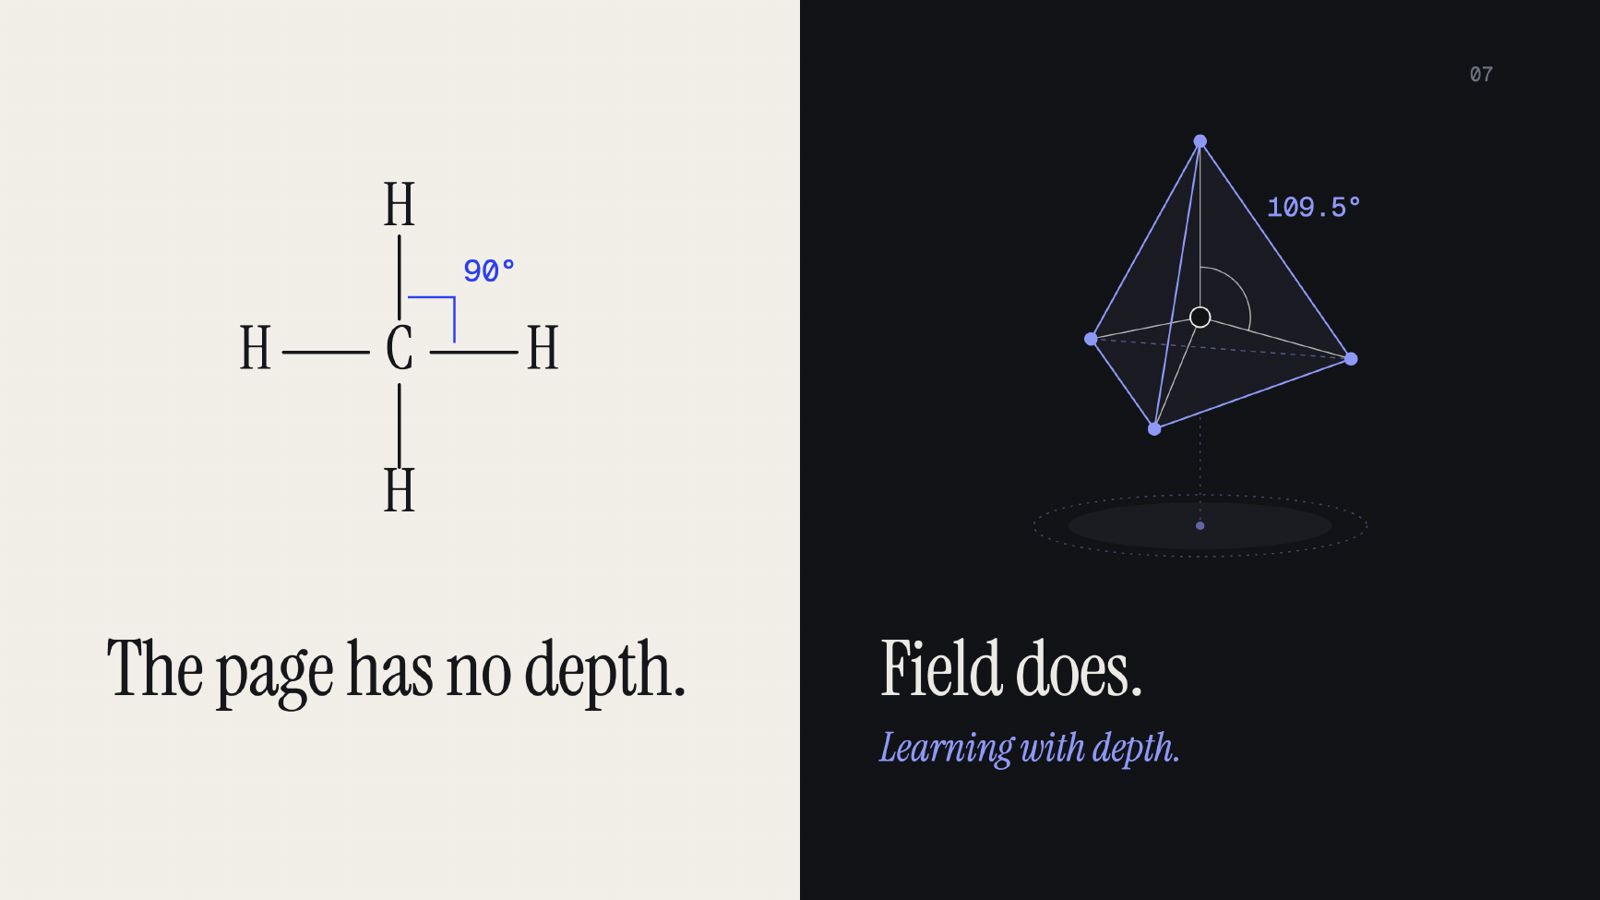 H
90°
H C H
H
The page has no depth.
07
109.5°
Field does.
Learning with depth.